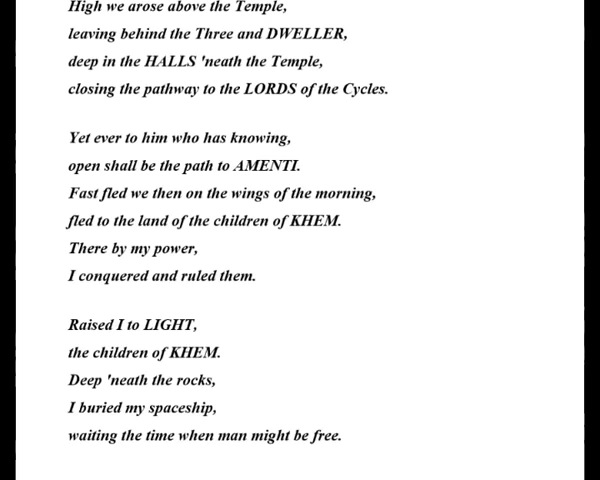 High we arose above the Temple,
leaving behind the Three and DWELLER,
deep in the HALLS 'neath the Temple,
closing the pathway to the LORDS of the Cycles.
Yet ever to him who has knowing,
open shall be the path to AMENTI.
Fast fled we then on the wings of the morning,
fled to the land of the children of KHEM.
There by my power,
I conquered and ruled them.
Raised I to LIGHT,
the children of KHEM.
Deep 'neath the rocks,
I buried my spaceship,
waiting the time when man might be free.